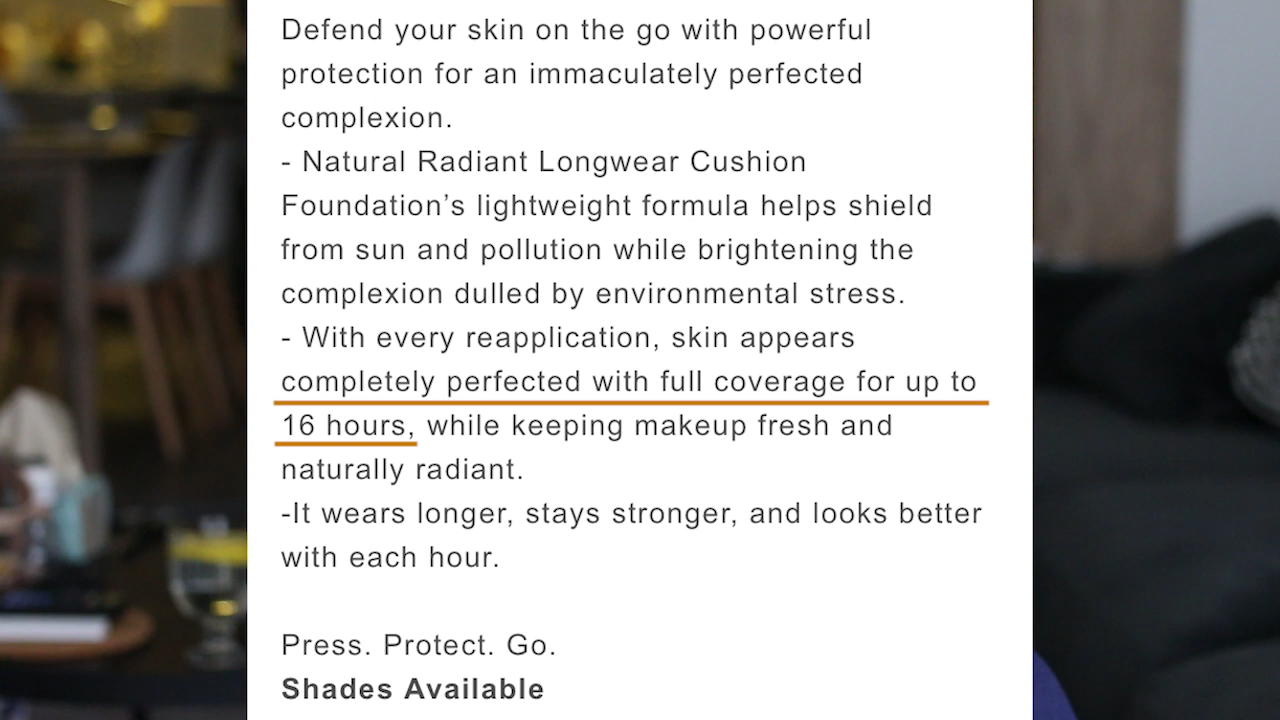 Defend your skin on the go with powerful
protection for an immaculately perfected
complexion.
- Natural Radiant Longwear Cushion
Foundation’s lightweight formula helps shield
from sun and pollution while brightening the
complexion dulled by environmental stress.
- With every reapplication, skin appears
completely perfected with full coverage for up to
16 hours, while keeping makeup fresh and
naturally radiant.
-It wears longer, stays stronger, and looks better
with each hour.
Press. Protect. Go.
Shades Available